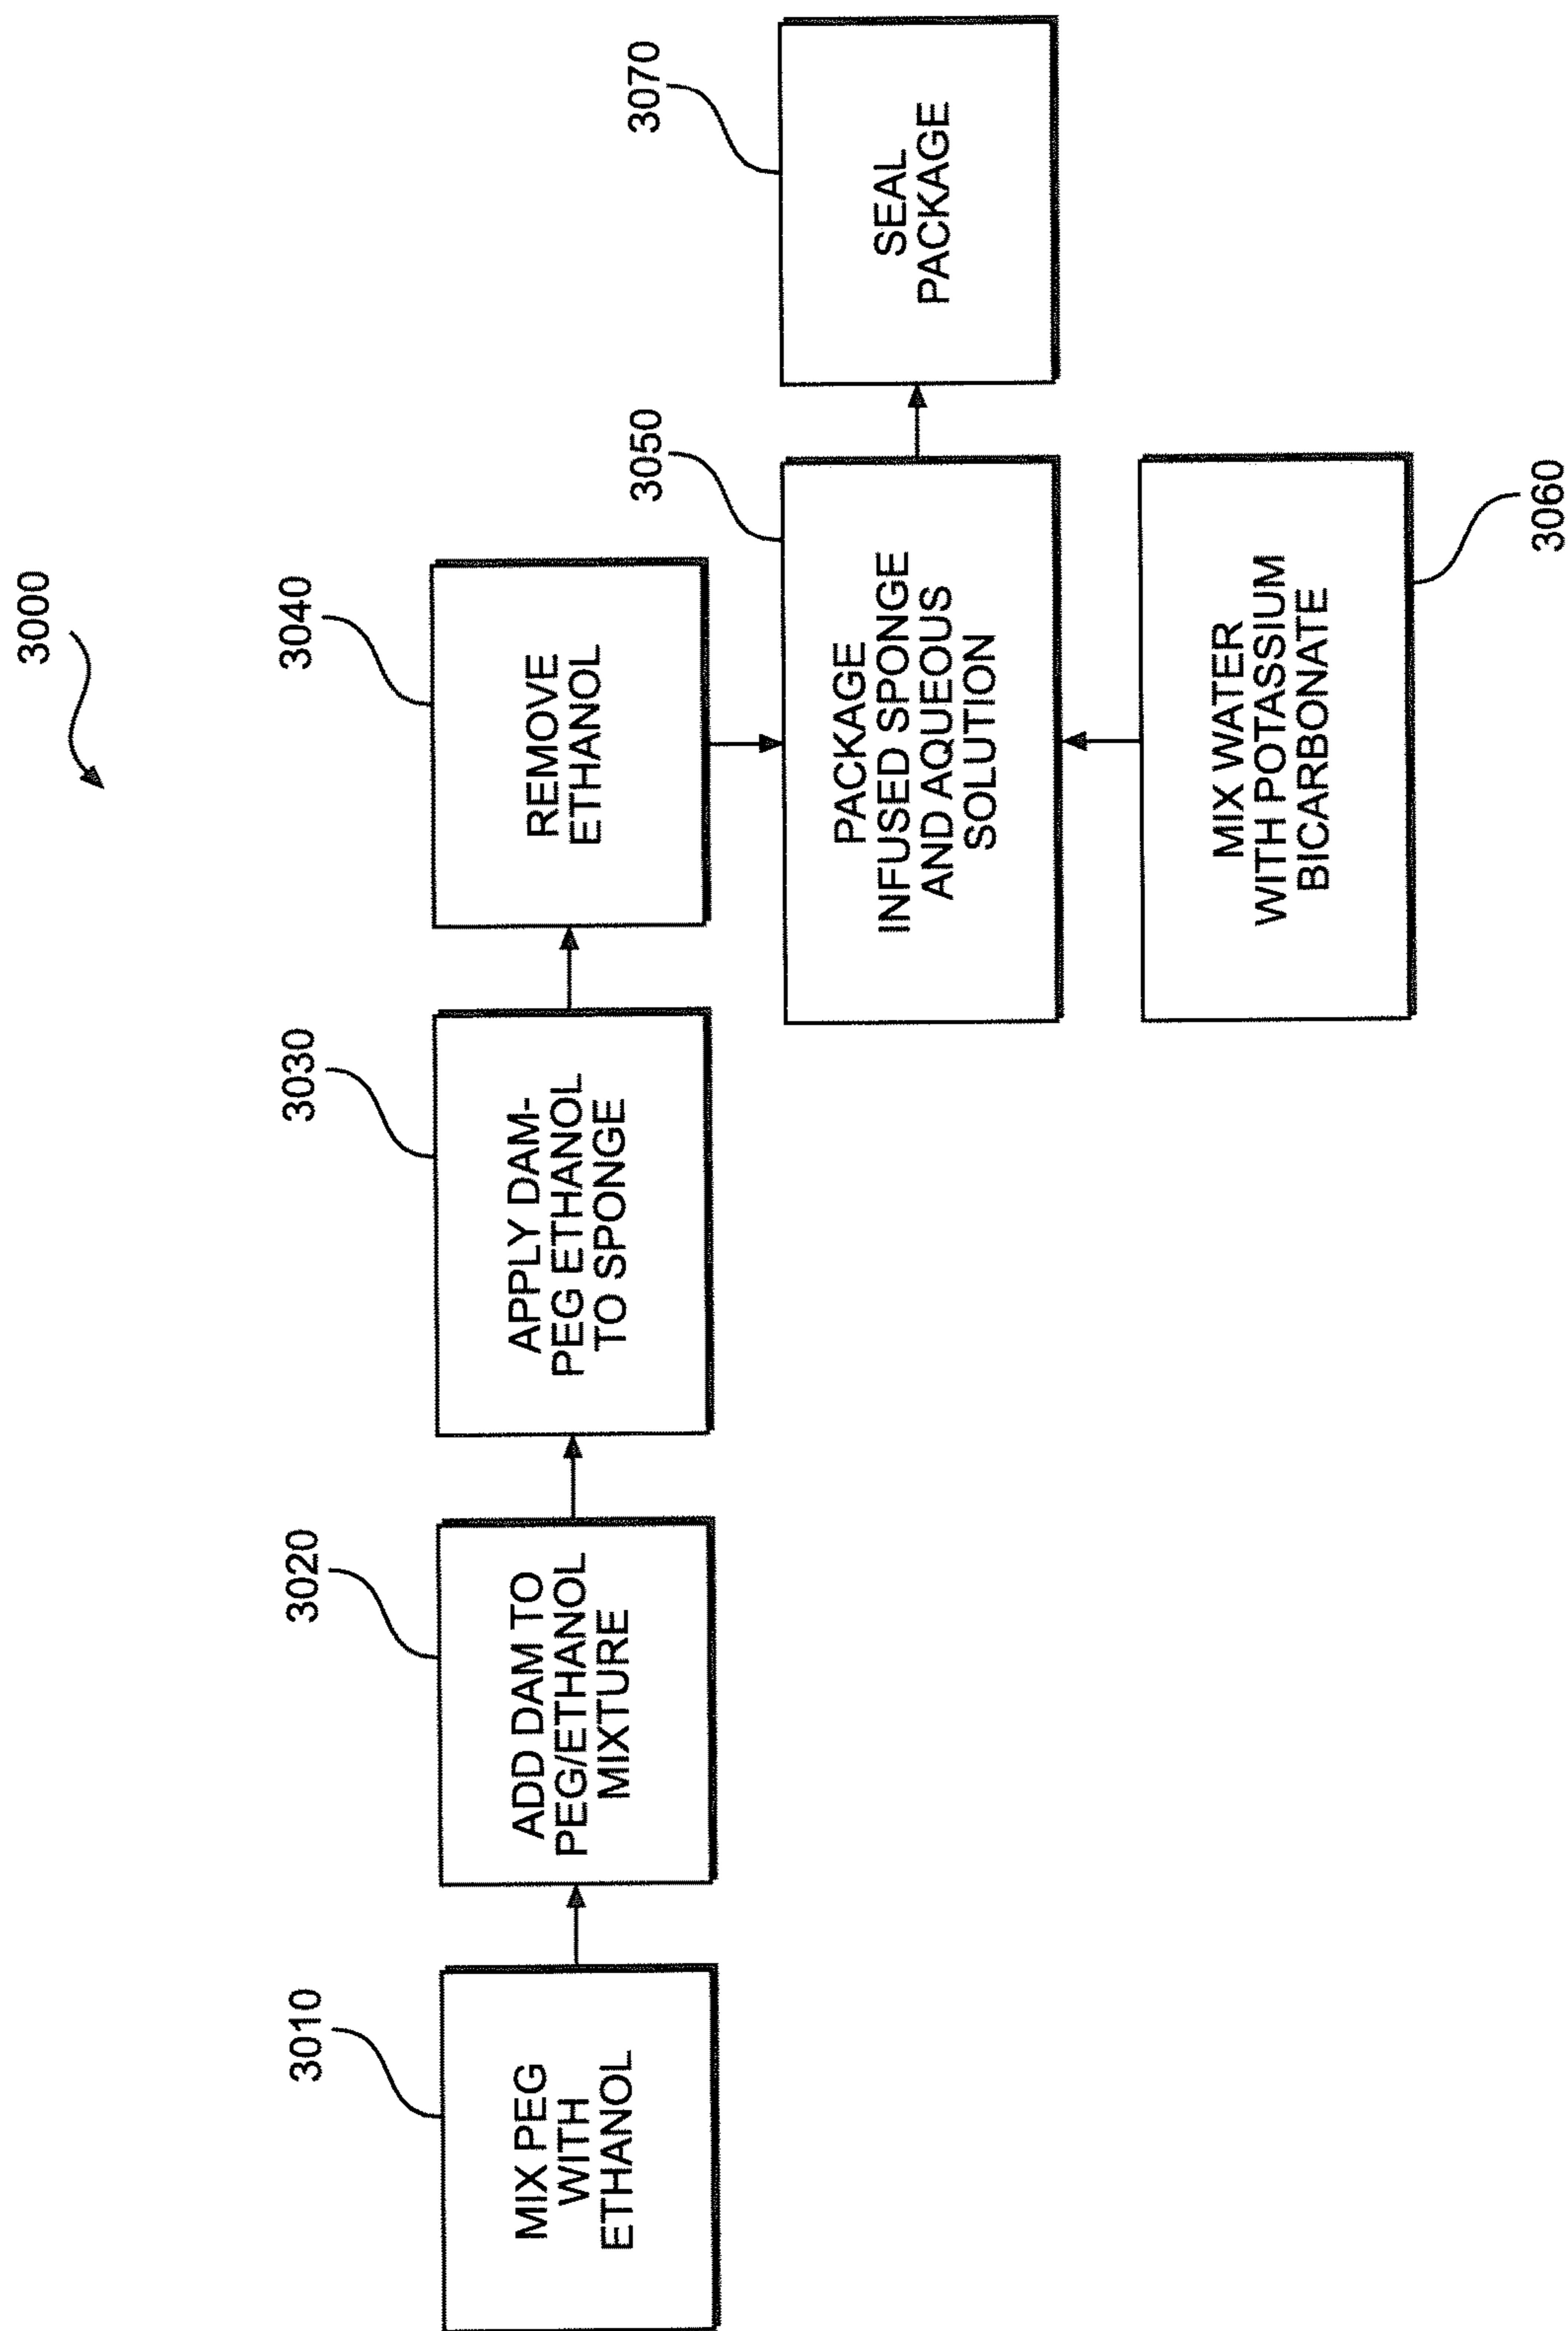 3000
3010
MIX PEG
WITH
ETHANOL
3020
ADD DAM TO
PEG/ETHANOL
MIXTURE
3030
APPLY DAM-
PEG ETHANOL
TO SPONGE
3040
REMOVE
ETHANOL
3050
PACKAGE
INFUSED SPONGE
AND AQUEOUS
SOLUTION
3070
SEAL
PACKAGE
MIX WATER
WITH POTASSIUM
BICARBONATE
3060